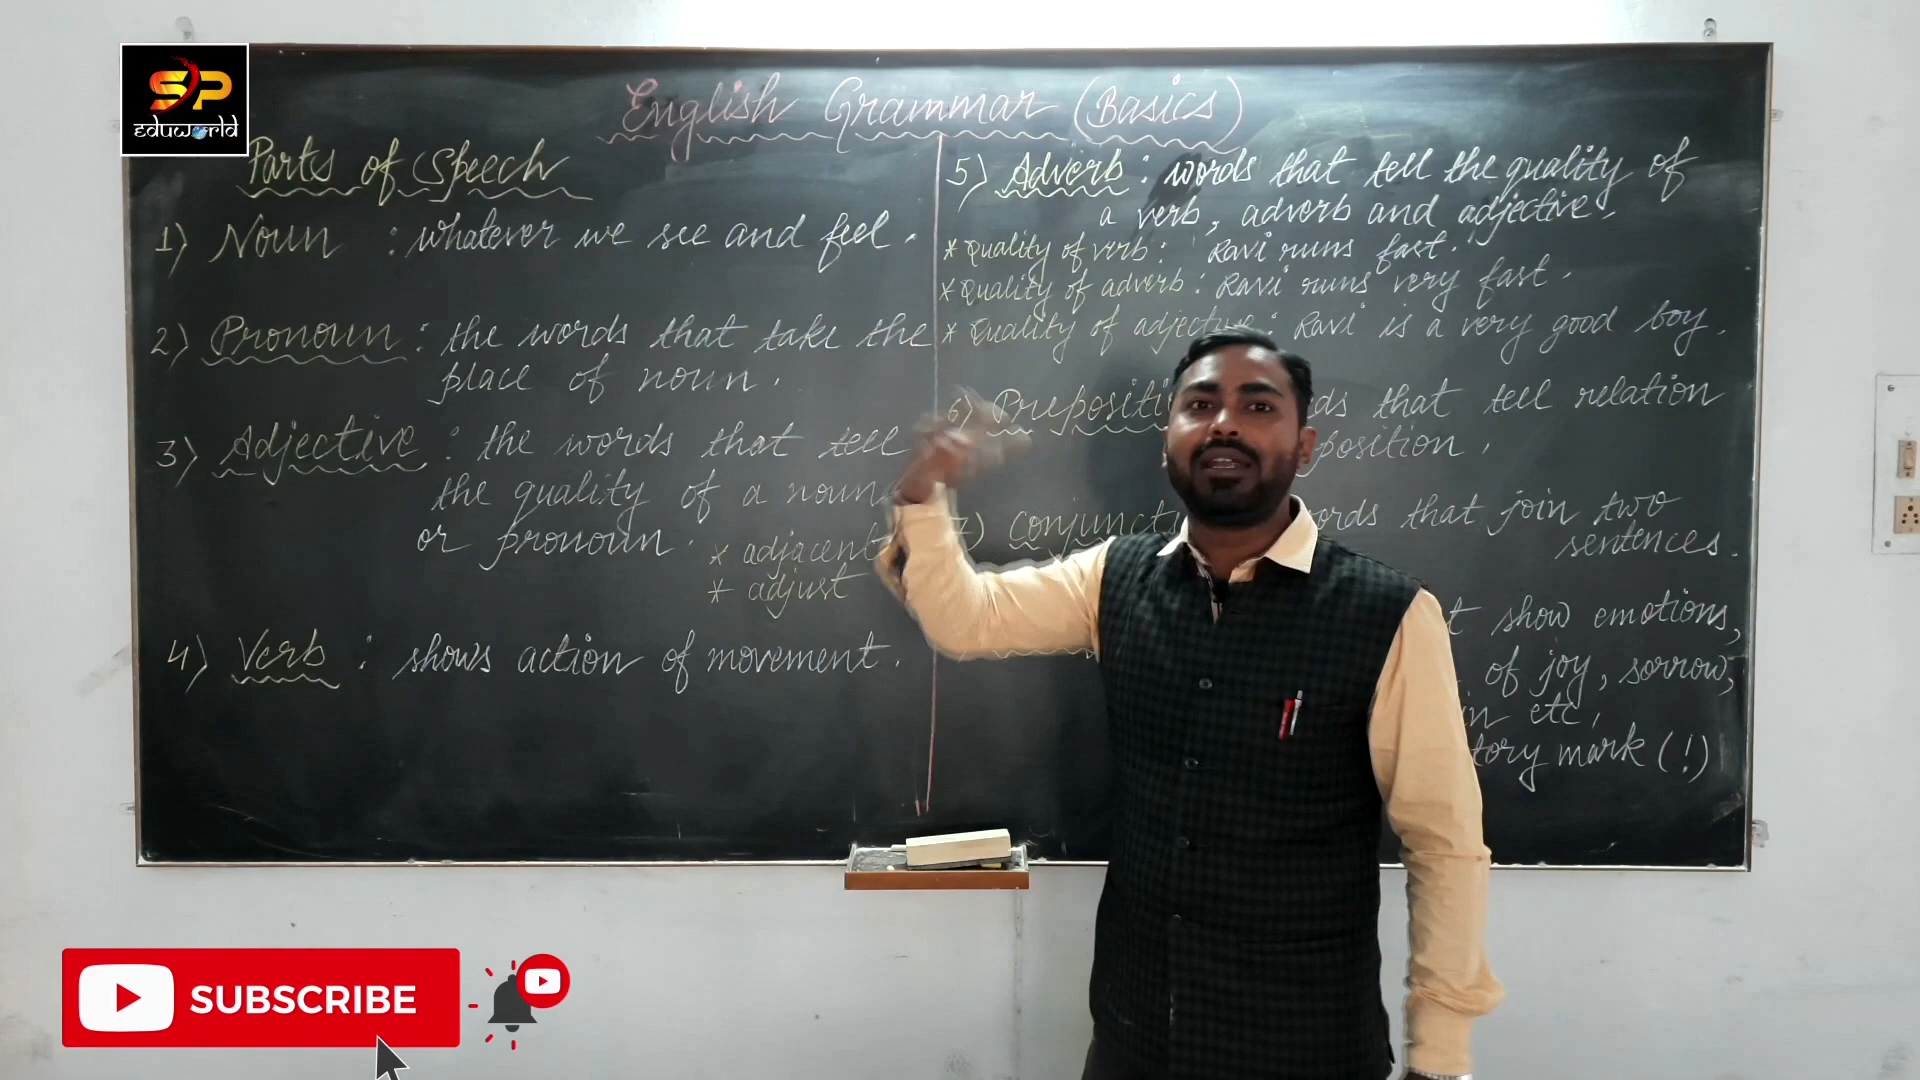 SP
eduworld
English Grammar (Basics)
Parts of Speech
1) Noun : whatever we see and feel.
2) Pronoun : the words that take the
place of noun.
3) Adjective : the words that tell
the quality of a noun
or pronoun.
* adjacent
* adjust
4) Verb : shows action of movement.
5) Adverb : words that tell the quality of
a verb, adverb and adjective.
* Quality of verb : Ravi runs fast.
* Quality of adverb : Ravi runs very fast.
* Quality of adjective : Ravi is a very good boy.
6) that tell relation
position.
7) that join two
sentences.
show emotions,
of joy, sorrow,
etc,
mark (!)
SUBSCRIBE